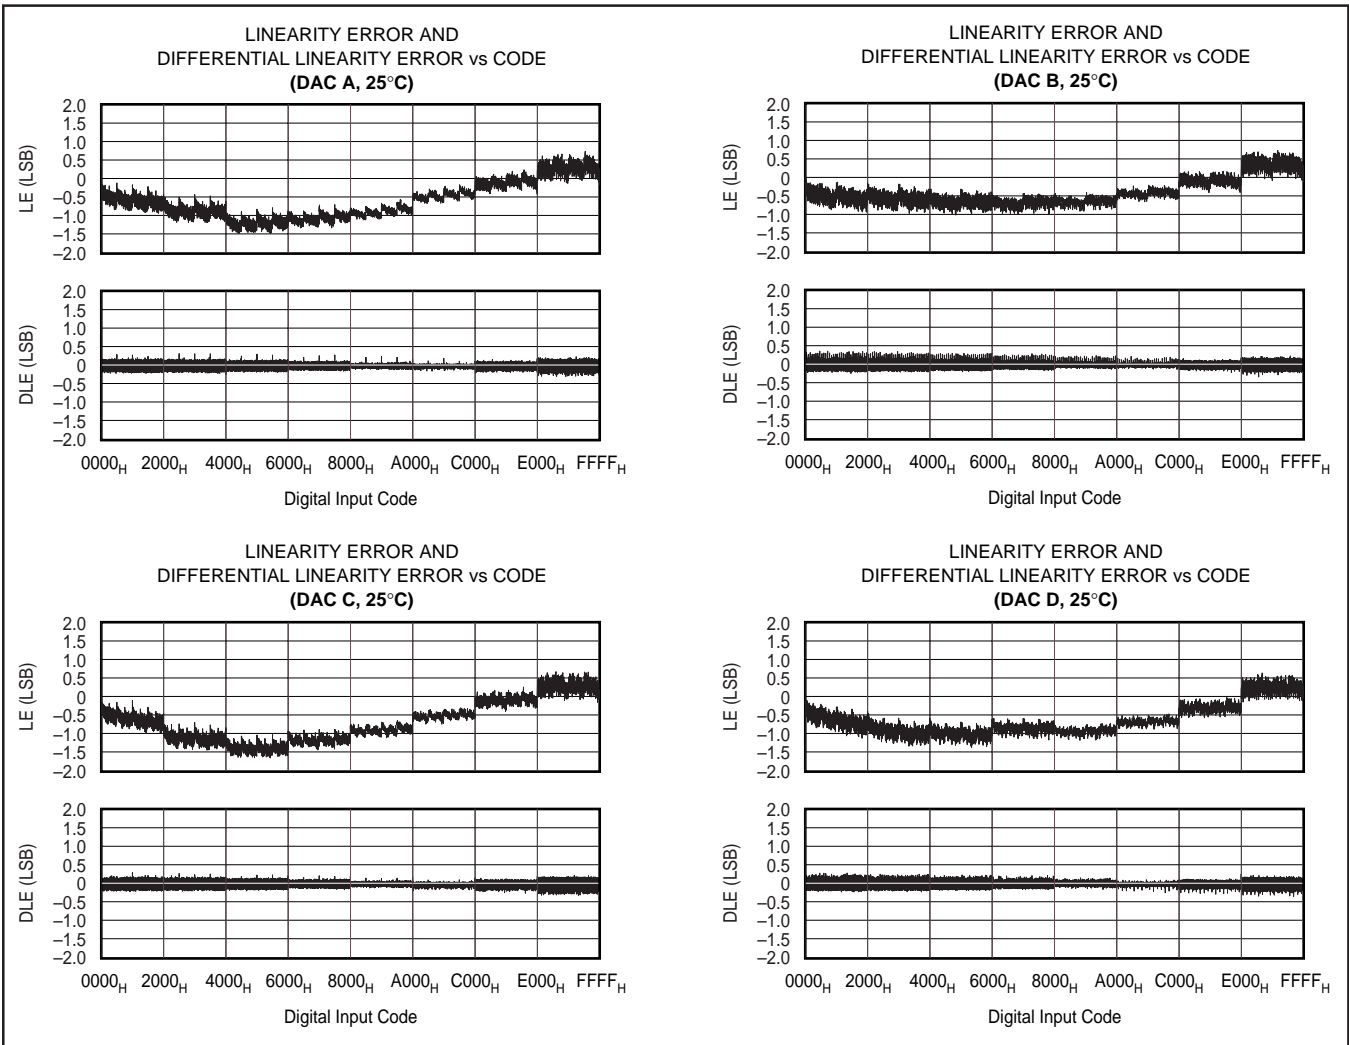 LINEARITY ERROR AND
DIFFERENTIAL LINEARITY ERROR vs CODE
(DAC A, 25°C)
2.0
1.5
1.0
0.5
0
–0.5
–1.0
–1.5
–2.0
LE (LSB)
2.0
1.5
1.0
0.5
0
–0.5
–1.0
–1.5
–2.0
DLE (LSB)
0000H 2000H 4000H 6000H 8000H A000H C000H E000H FFFFH
Digital Input Code
LINEARITY ERROR AND
DIFFERENTIAL LINEARITY ERROR vs CODE
(DAC B, 25°C)
2.0
1.5
1.0
0.5
0
–0.5
–1.0
–1.5
–2.0
LE (LSB)
2.0
1.5
1.0
0.5
0
–0.5
–1.0
–1.5
–2.0
DLE (LSB)
0000H 2000H 4000H 6000H 8000H A000H C000H E000H FFFFH
Digital Input Code
LINEARITY ERROR AND
DIFFERENTIAL LINEARITY ERROR vs CODE
(DAC C, 25°C)
2.0
1.5
1.0
0.5
0
–0.5
–1.0
–1.5
–2.0
LE (LSB)
2.0
1.5
1.0
0.5
0
–0.5
–1.0
–1.5
–2.0
DLE (LSB)
0000H 2000H 4000H 6000H 8000H A000H C000H E000H FFFFH
Digital Input Code
LINEARITY ERROR AND
DIFFERENTIAL LINEARITY ERROR vs CODE
(DAC D, 25°C)
2.0
1.5
1.0
0.5
0
–0.5
–1.0
–1.5
–2.0
LE (LSB)
2.0
1.5
1.0
0.5
0
–0.5
–1.0
–1.5
–2.0
DLE (LSB)
0000H 2000H 4000H 6000H 8000H A000H C000H E000H FFFFH
Digital Input Code